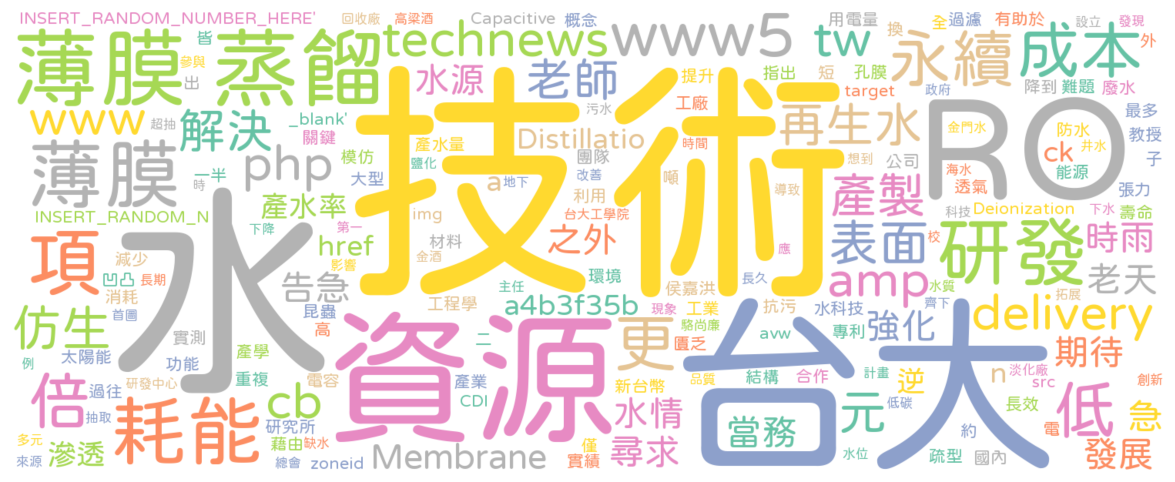 INSERT_RANDOM_NUMBER_HERE'
回收廠
高粱酒
Capacitive
概念
用電量
換
全
過濾
有助於
設立
發現
薄膜
蒸餾
皆
參與
出
technews
www5
tw
永續
成本
外
水源
老師
提升
指出
短
孔膜
政府
降到
難題
廢水
www
超抽
解決
_blank'
關鍵
污水
工廠
target
再生水
金門水
防水
井水
最多
教授
薄膜
php
模仿
產水量
鹽化
Distillatio
團隊
時間
想到
公司
RO
ck
子
一半
時
大型
a
地下
改善
噸
產製
海水
透氣
能源
張力
INSERT_RANDOM_N
產水率
img
利用
台大工學院
導致
科技
Deionization
下水
壽命
水
技術
下降
第一
href
影響
金酒
材料
之外
應
表面
校
研發
時雨
項
減少
凹凸
長期
消耗
首圖
告急
昆蟲
高
工程學
主任
環境
a4b3f35b
侯嘉洪
長久
amp
水質
拓展
老天
仿生
實測
太陽能
功能
例
產學
二
資源
現象
工業
駱尚廉
匱乏
抗污
水科技
avw
專利
強化
齊下
delivery
更
台大
倍
過往
研發中心
抽取
重複
電容
cb
研究所
產業
CDI
新台幣
品質
結構
合作
計畫
逆
n
淡化廠
src
期待
創新
耗能
水情
元
低碳
長效
低
急
多元
來源
滲透
藉由
缺水
總會
zoneid
Membrane
僅
實績
尋求
當務
水位
約
疏型
國內
電
發展